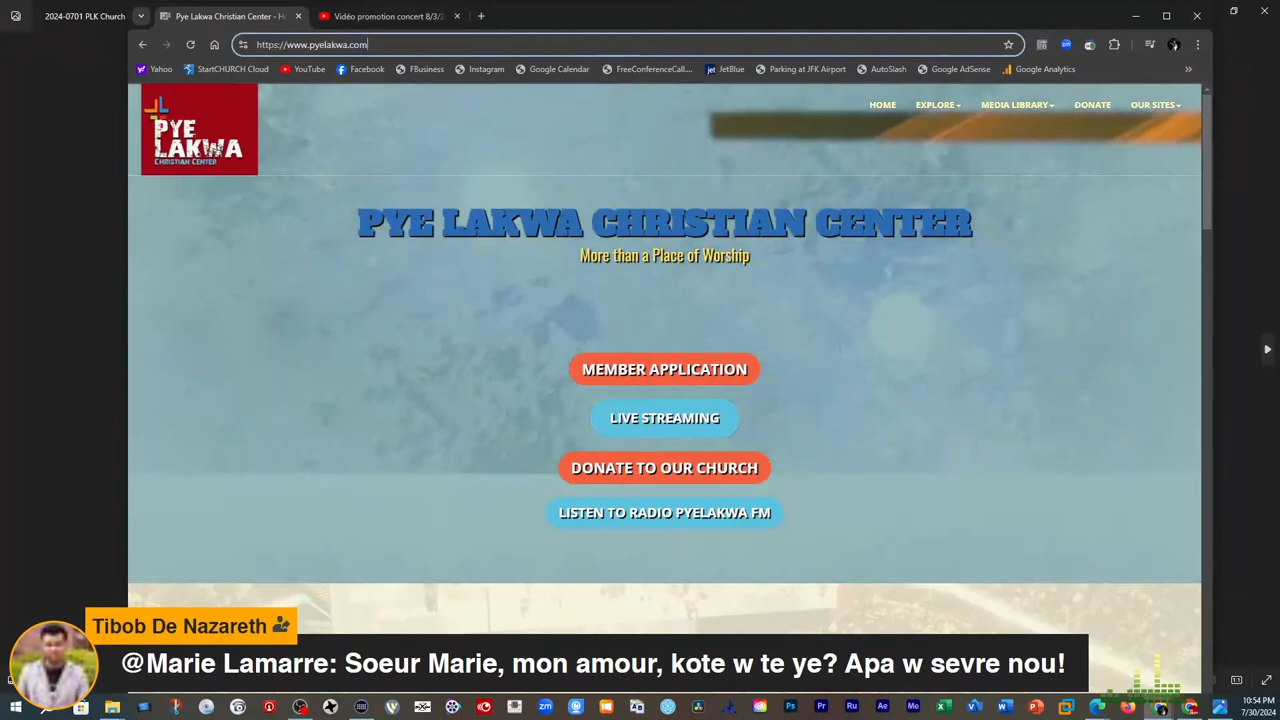 2024-0701 PLK Church
Pye Lakwa Christian Center - H
Vidéo promotion concert 8/3/2
https://www.pyelakwa.com
Yahoo
StartCHURCH Cloud
YouTube
Facebook
FBusiness
Instagram
Google Calendar
FreeConferenceCall....
JetBlue
Parking at JFK Airport
AutoSlash
Google AdSense
Google Analytics
PYE
LAKWA
CHRISTIAN CENTER
HOME
EXPLORE
MEDIA LIBRARY
DONATE
OUR SITES
PYE LAKWA CHRISTIAN CENTER
More than a Place of Worship
MEMBER APPLICATION
LIVE STREAMING
DONATE TO OUR CHURCH
LISTEN TO RADIO PYELAKWA FM
Tibob De Nazareth
@Marie Lamarre: Soeur Marie, mon amour, kote w te ye? Apa w sevre nou!
10:54 PM
7/30/2024